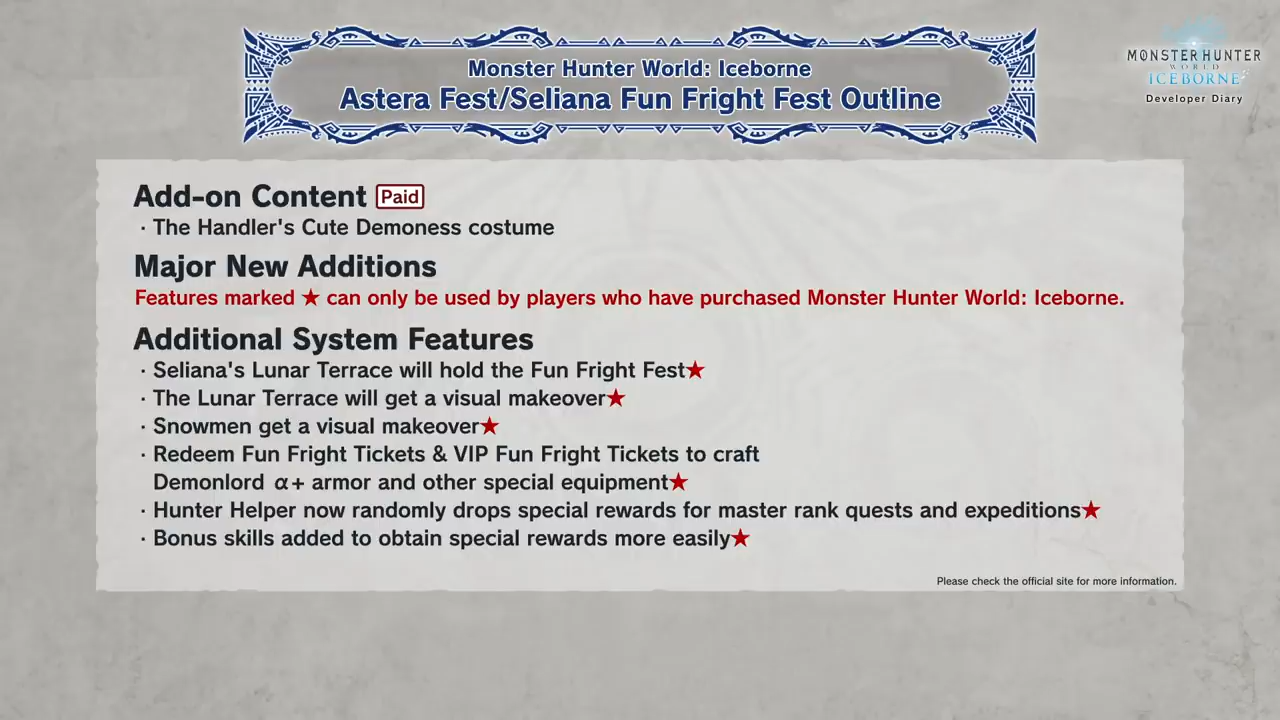 Monster Hunter World: Iceborne
Astera Fest/Seliana Fun Fright Fest Outline
MONSTER HUNTER
WORLD
ICEBORNE
Developer Diary
Add-on Content Paid
· The Handler's Cute Demoness costume
Major New Additions
Features marked ★ can only be used by players who have purchased Monster Hunter World: Iceborne.
Additional System Features
· Seliana's Lunar Terrace will hold the Fun Fright Fest★
· The Lunar Terrace will get a visual makeover★
· Snowmen get a visual makeover★
· Redeem Fun Fright Tickets & VIP Fun Fright Tickets to craft
Demonlord α+ armor and other special equipment★
· Hunter Helper now randomly drops special rewards for master rank quests and expeditions★
· Bonus skills added to obtain special rewards more easily★
Please check the official site for more information.